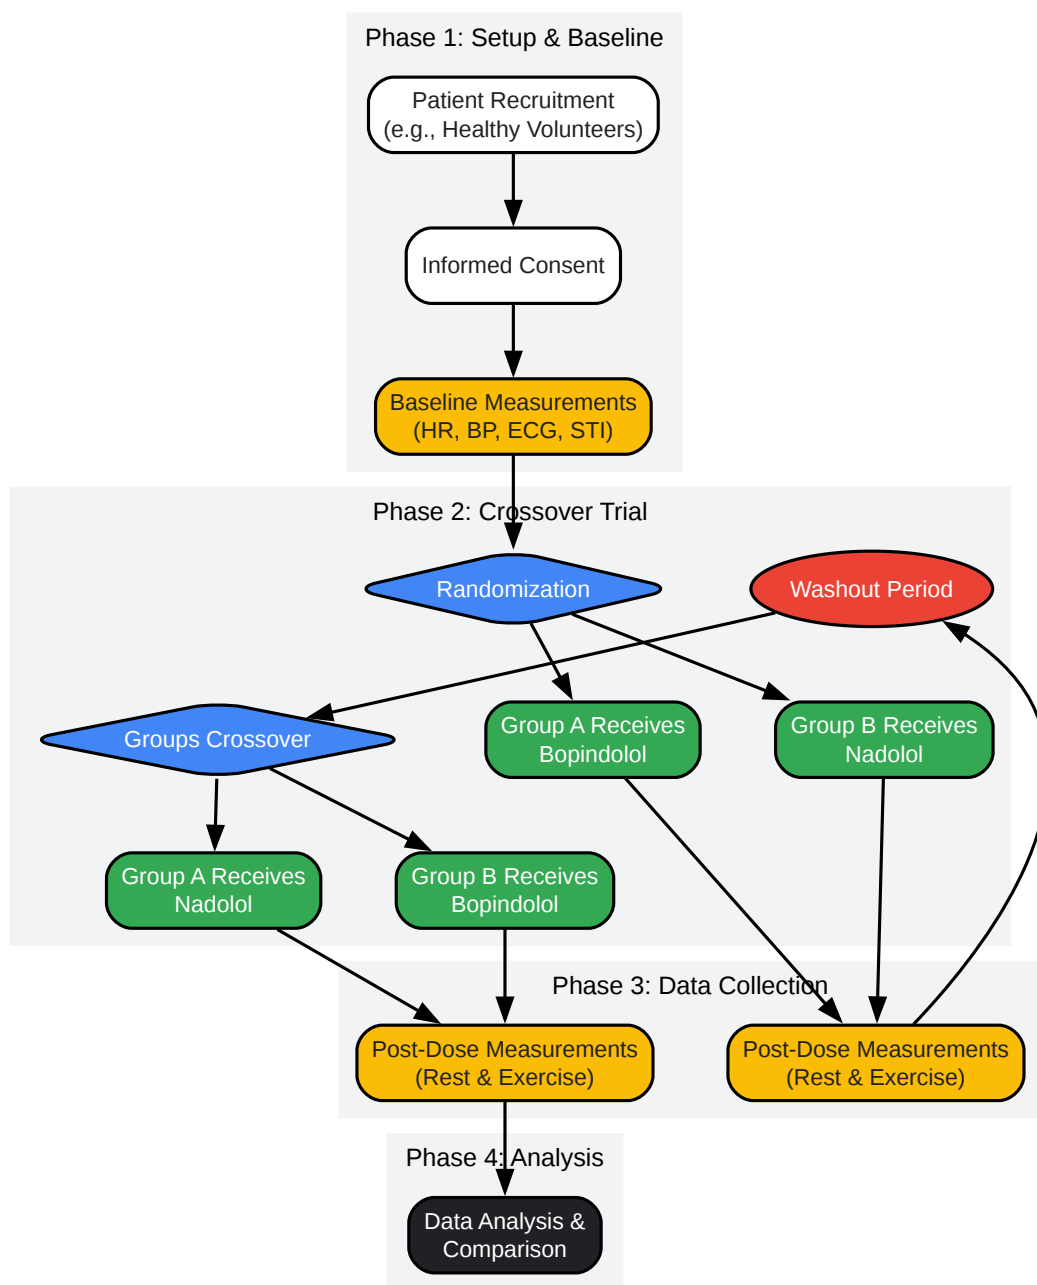 Phase 1: Setup & Baseline
Patient Recruitment
(e.g., Healthy Volunteers)
Informed Consent
Baseline Measurements
(HR, BP, ECG, STI)
Phase 2: Crossover Trial
Randomization
Washout Period
Groups Crossover
Group A Receives
Bopindolol
Group B Receives
Nadolol
Group A Receives
Nadolol
Group B Receives
Bopindolol
Phase 3: Data Collection
Post-Dose Measurements
(Rest & Exercise)
Post-Dose Measurements
(Rest & Exercise)
Phase 4: Analysis
Data Analysis &
Comparison